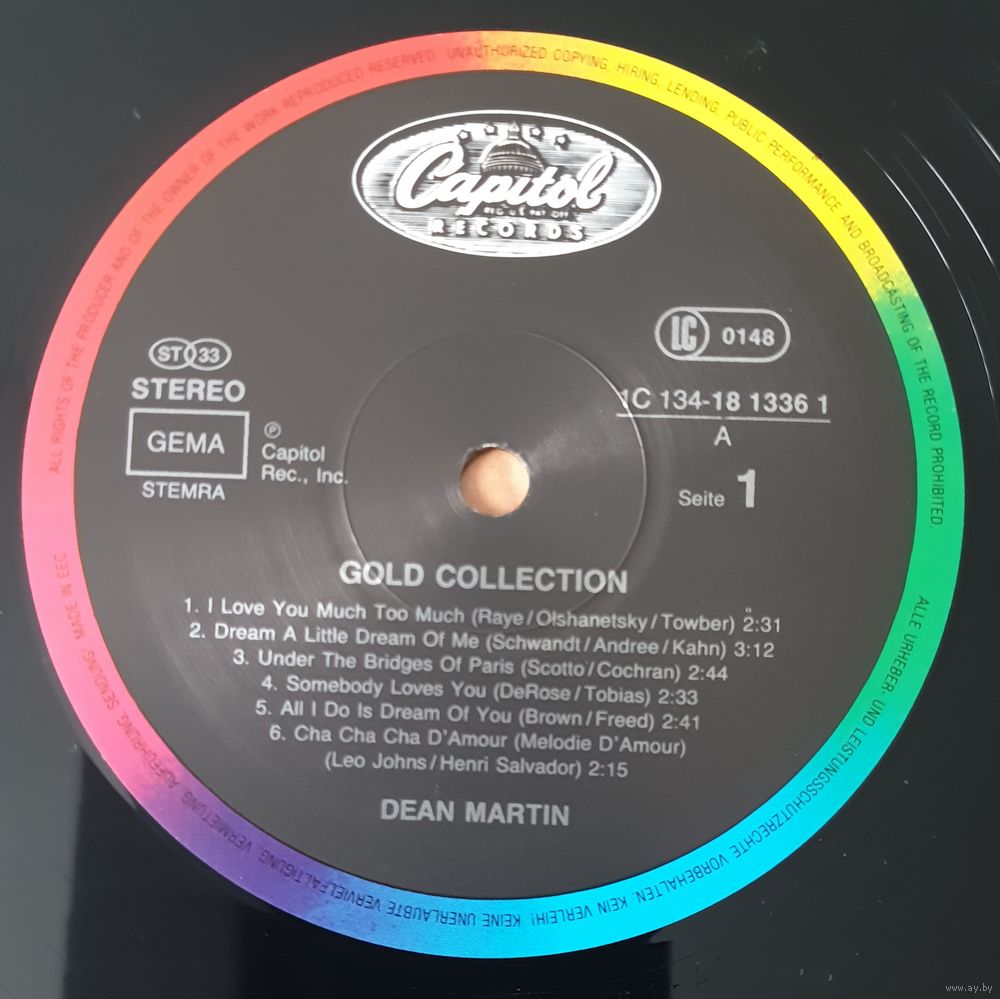 ALL RIGHTS OF THE PRODUCER AND OF THE OWNER OF THE WORK REPRODUCED RESERVED. UNAUTHORIZED COPYING, HIRING, LENDING, PUBLIC PERFORMANCE AND BROADCASTING OF THE RECORD PROHIBITED.
Capitol
REG. U.S. PAT. OFF.
RECORDS
ST 33
STEREO
GEMA
STEMRA
℗
Capitol
Rec., Inc.
LC 0148
1C 134-18 1336 1
A
Seite 1
GOLD COLLECTION
1. I Love You Much Too Much (Raye/Olshanetsky/Towber) 2:31
2. Dream A Little Dream Of Me (Schwandt/Andree/Kahn) 3:12
3. Under The Bridges Of Paris (Scotto/Cochran) 2:44
4. Somebody Loves You (DeRose/Tobias) 2:33
5. All I Do Is Dream Of You (Brown/Freed) 2:41
6. Cha Cha Cha D'Amour (Melodie D'Amour)
(Leo Johns/Henri Salvador) 2:15
DEAN MARTIN
ALLE URHEBER- UND LEISTUNGSSCHUTZRECHTE VORBEHALTEN. KEIN VERLEIH! KEINE UNERLAUBTE VERVIELFÄLTIGUNG, VERMIETUNG, AUFFÜHRUNG, SENDUNG! MADE IN EEC.
www.ay.by